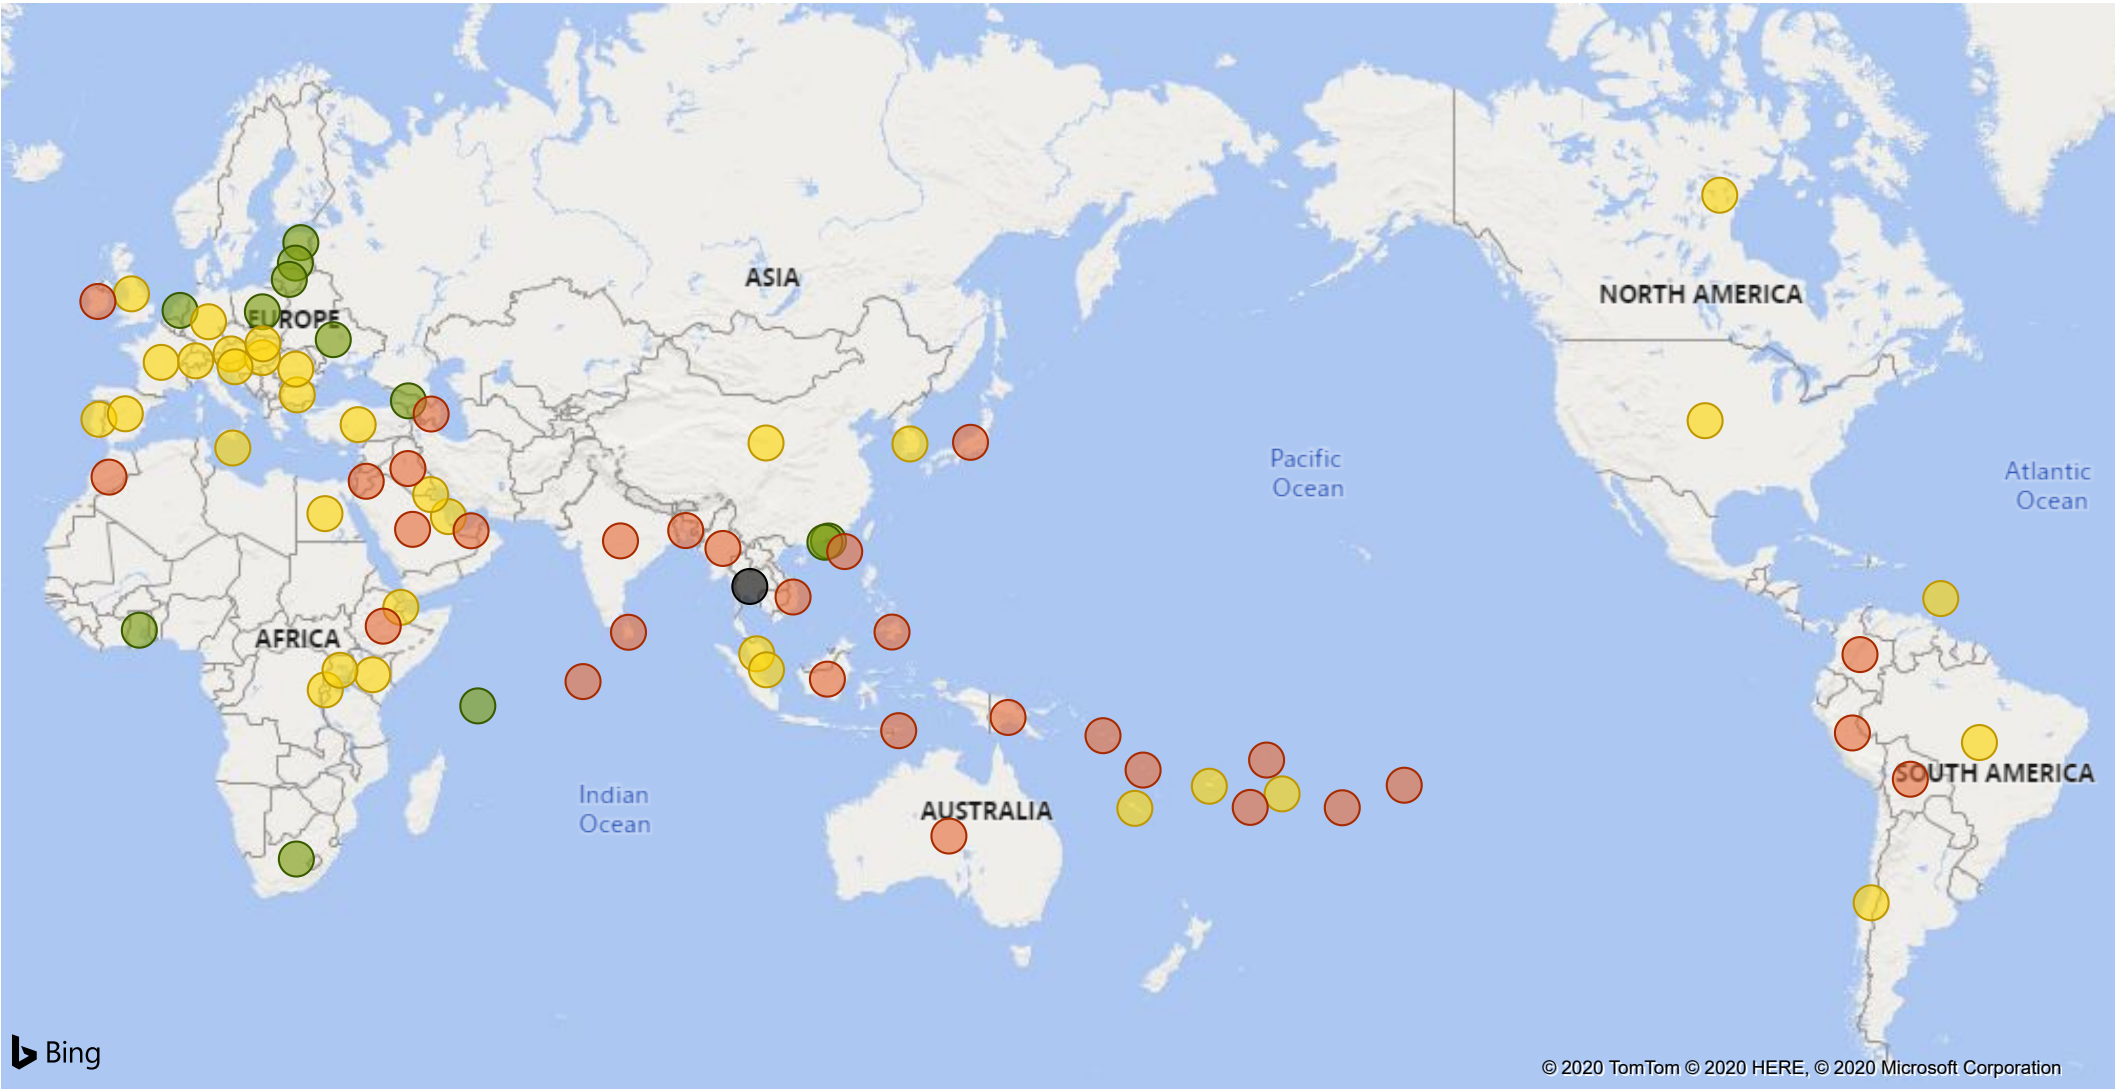 ASIA
NORTH AMERICA
EUROPE
Pacific
Ocean
Atlantic
Ocean
AFRICA
SOUTH AMERICA
Indian
Ocean
AUSTRALIA
Bing
© 2020 TomTom © 2020 HERE, © 2020 Microsoft Corporation